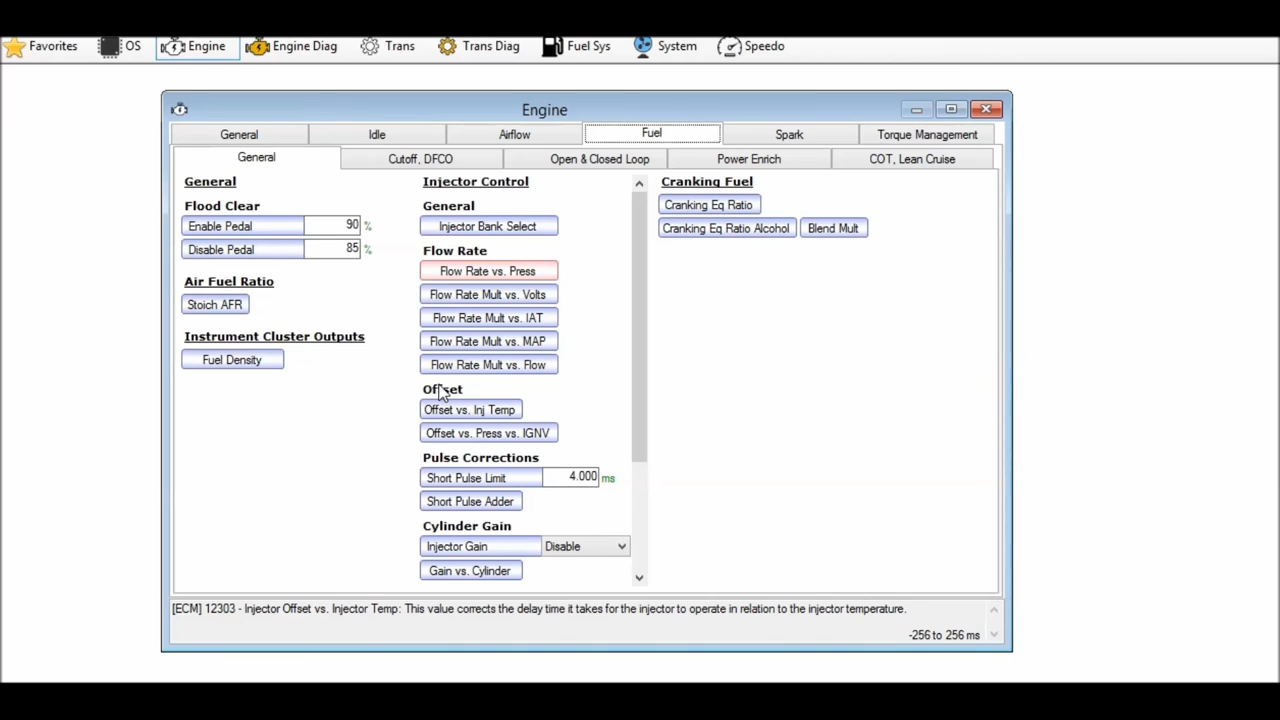 Favorites OS Engine Engine Diag Trans Trans Diag Fuel Sys System Speedo
Engine
General Idle Airflow Fuel Spark Torque Management
General Cutoff, DFCO Open & Closed Loop Power Enrich COT, Lean Cruise
General
Flood Clear
Enable Pedal 90 %
Disable Pedal 85 %
Air Fuel Ratio
Stoich AFR
Instrument Cluster Outputs
Fuel Density
Injector Control
General
Injector Bank Select
Flow Rate
Flow Rate vs. Press
Flow Rate Mult vs. Volts
Flow Rate Mult vs. IAT
Flow Rate Mult vs. MAP
Flow Rate Mult vs. Flow
Offset
Offset vs. Inj Temp
Offset vs. Press vs. IGNV
Pulse Corrections
Short Pulse Limit 4.000 ms
Short Pulse Adder
Cylinder Gain
Injector Gain Disable
Gain vs. Cylinder
Cranking Fuel
Cranking Eq Ratio
Cranking Eq Ratio Alcohol Blend Mult
[ECM] 12303 - Injector Offset vs. Injector Temp: This value corrects the delay time it takes for the injector to operate in relation to the injector temperature.
-256 to 256 ms